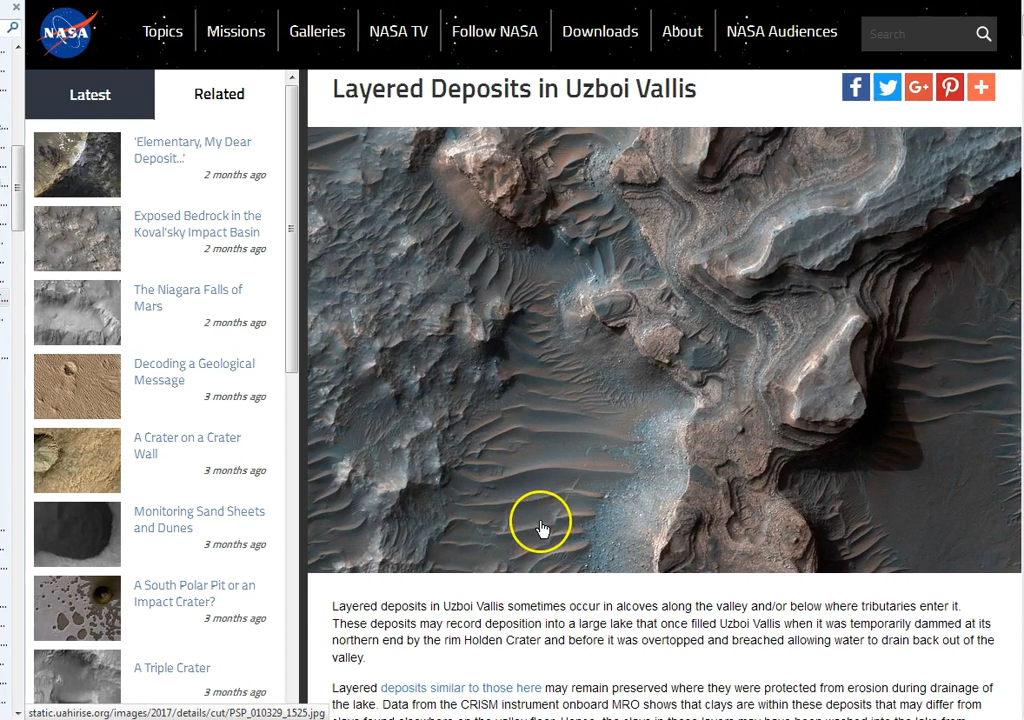 NASA
Topics
Missions
Galleries
NASA TV
Follow NASA
Downloads
About
NASA Audiences
Search
Latest
Related
'Elementary, My Dear
Deposit...'
2 months ago
Exposed Bedrock in the
Koval'sky Impact Basin
2 months ago
The Niagara Falls of
Mars
2 months ago
Decoding a Geological
Message
3 months ago
A Crater on a Crater
Wall
3 months ago
Monitoring Sand Sheets
and Dunes
3 months ago
A South Polar Pit or an
Impact Crater?
3 months ago
A Triple Crater
3 months ago
Layered Deposits in Uzboi Vallis
Layered deposits in Uzboi Vallis sometimes occur in alcoves along the valley and/or below where tributaries enter it.
These deposits may record deposition into a large lake that once filled Uzboi Vallis when it was temporarily dammed at its
northern end by the rim Holden Crater and before it was overtopped and breached allowing water to drain back out of the
valley.
Layered deposits similar to those here may remain preserved where they were protected from erosion during drainage of
the lake. Data from the CRISM instrument onboard MRO shows that clays are within these deposits that may differ from
static.uahirise.org/images/2017/details/cut/PSP_010329_1525.jpg